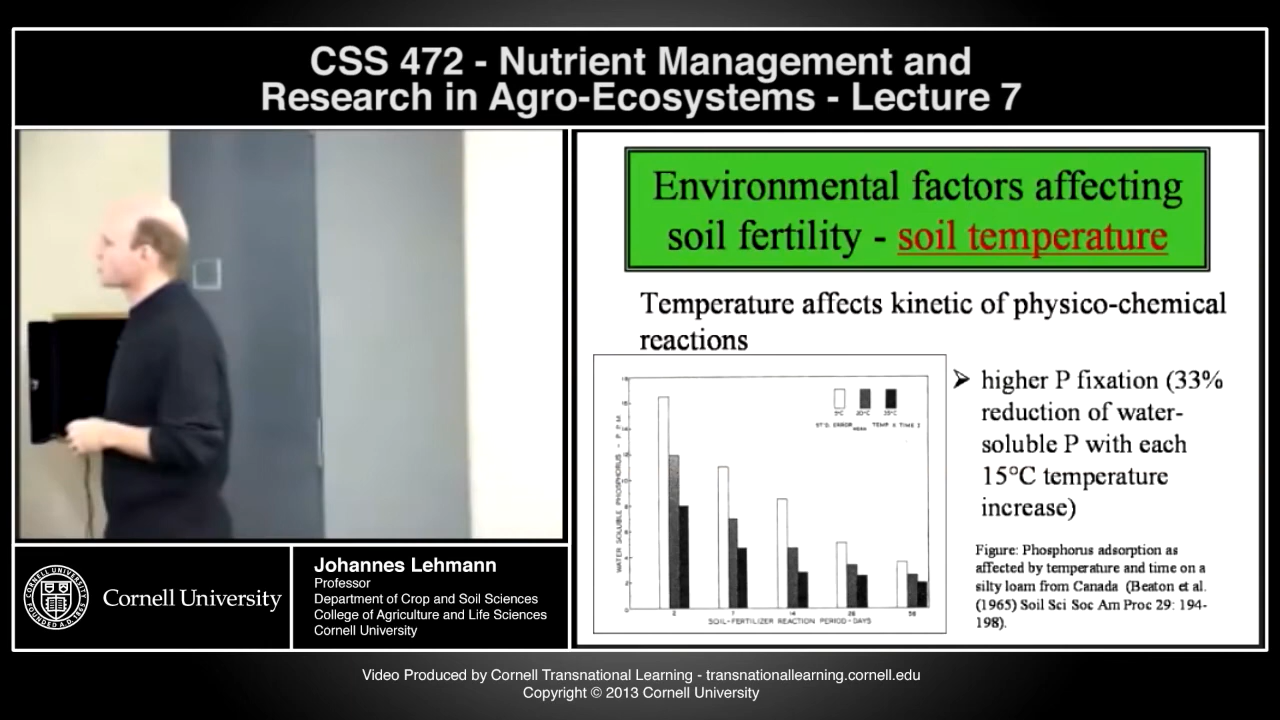 CSS 472 - Nutrient Management and
Research in Agro-Ecosystems - Lecture 7
Environmental factors affecting
soil fertility - soil temperature
Temperature affects kinetic of physico-chemical
reactions
WATER SOLUBLE PHOSPHORUS - PPM
5°C 20°C 35°C
ST'D. ERROR MEAN TEMP X TIME I
2 7 14 28 56
SOIL-FERTILIZER REACTION PERIOD-DAYS
➢ higher P fixation (33%
reduction of water-
soluble P with each
15°C temperature
increase)
Figure: Phosphorus adsorption as
affected by temperature and time on a
silty loam from Canada (Beaton et al.
(1965) Soil Sci Soc Am Proc 29: 194-
198).
CORNELL UNIVERSITY
FOUNDED A.D.
Cornell University
Johannes Lehmann
Professor
Department of Crop and Soil Sciences
College of Agriculture and Life Sciences
Cornell University
Video Produced by Cornell Transnational Learning - transnationallearning.cornell.edu
Copyright © 2013 Cornell University